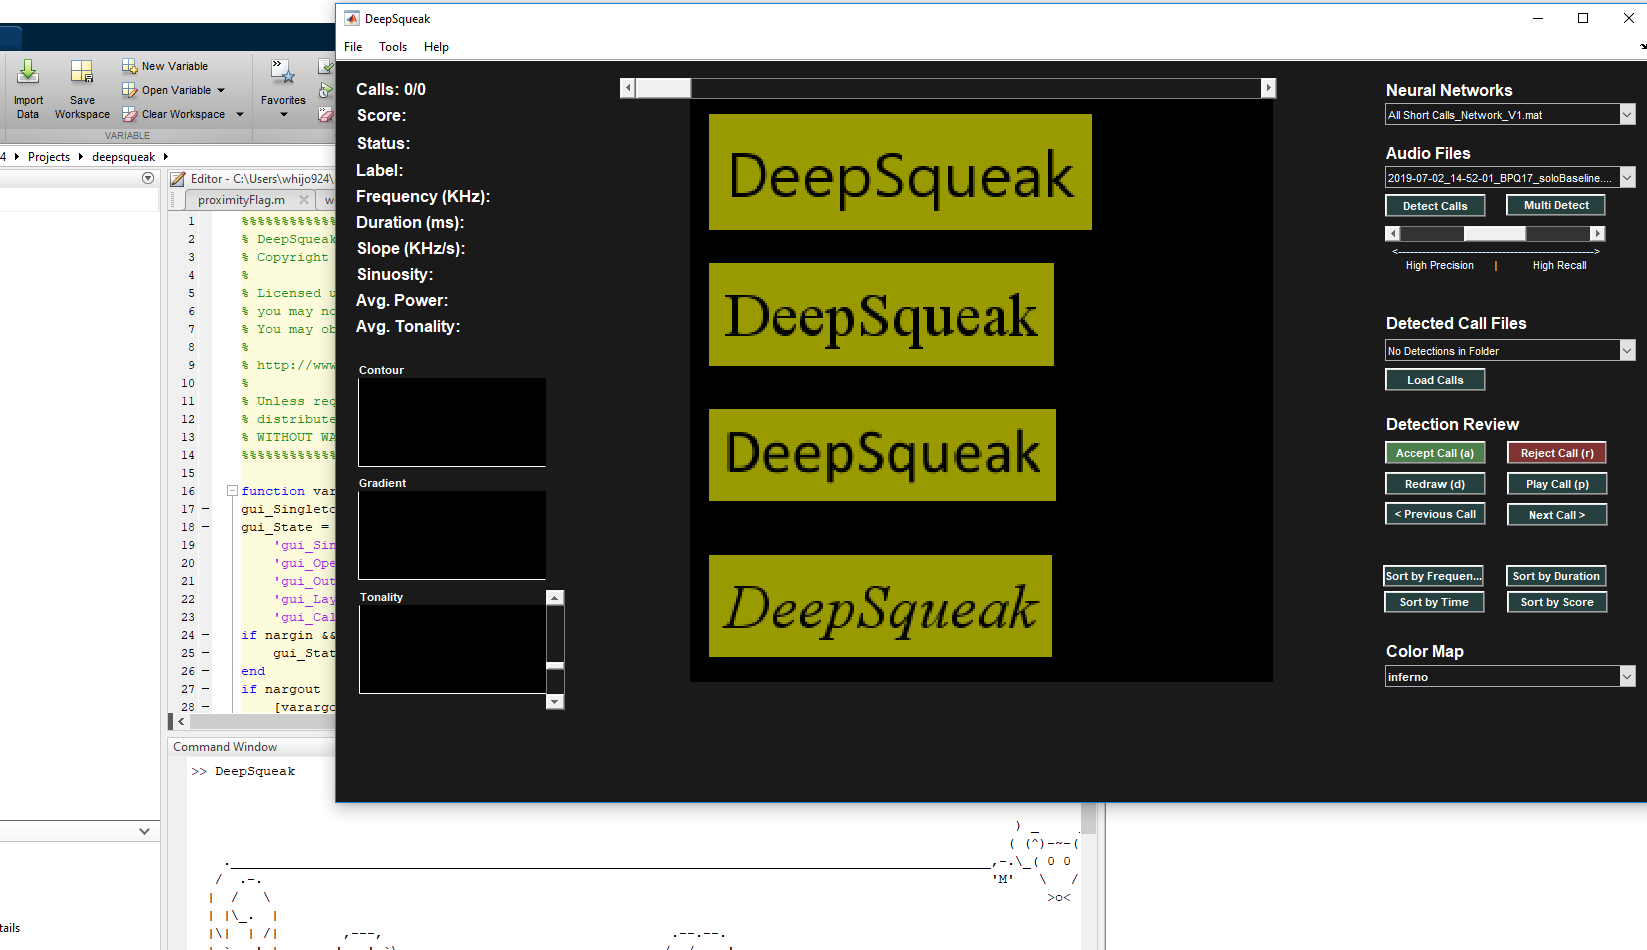 DeepSqueak
File Tools Help
Import Data
Save Workspace
New Variable
Open Variable
Clear Workspace
Favorites
VARIABLE
4 Projects deepsqueak
Editor - C:\Users\whijo924\
proximityFlag.m
1 %%%%%%%%%%%%
2 % DeepSqueak
3 % Copyright
4 %
5 % Licensed u
6 % you may no
7 % You may ob
8 %
9 % http://www
10 %
11 % Unless req
12 % distribute
13 % WITHOUT WA
14 %%%%%%%%%%%%
15
16 function var
17 gui_Singleto
18 gui_State =
19 'gui_Sin
20 'gui_Ope
21 'gui_Out
22 'gui_Lay
23 'gui_Cal
24 if nargin &&
25 gui_Stat
26 end
27 if nargout
28 [varargo
Command Window
>> DeepSqueak
tails
Calls: 0/0
Score:
Status:
Label:
Frequency (KHz):
Duration (ms):
Slope (KHz/s):
Sinuosity:
Avg. Power:
Avg. Tonality:
Contour
Gradient
Tonality
DeepSqueak
DeepSqueak
DeepSqueak
DeepSqueak
Neural Networks
All Short Calls_Network_V1.mat
Audio Files
2019-07-02_14-52-01_BPQ17_soloBaseline....
Detect Calls
Multi Detect
<-------------------------------------------------->
High Precision | High Recall
Detected Call Files
No Detections in Folder
Load Calls
Detection Review
Accept Call (a)
Reject Call (r)
Redraw (d)
Play Call (p)
< Previous Call
Next Call >
Sort by Frequen...
Sort by Duration
Sort by Time
Sort by Score
Color Map
inferno